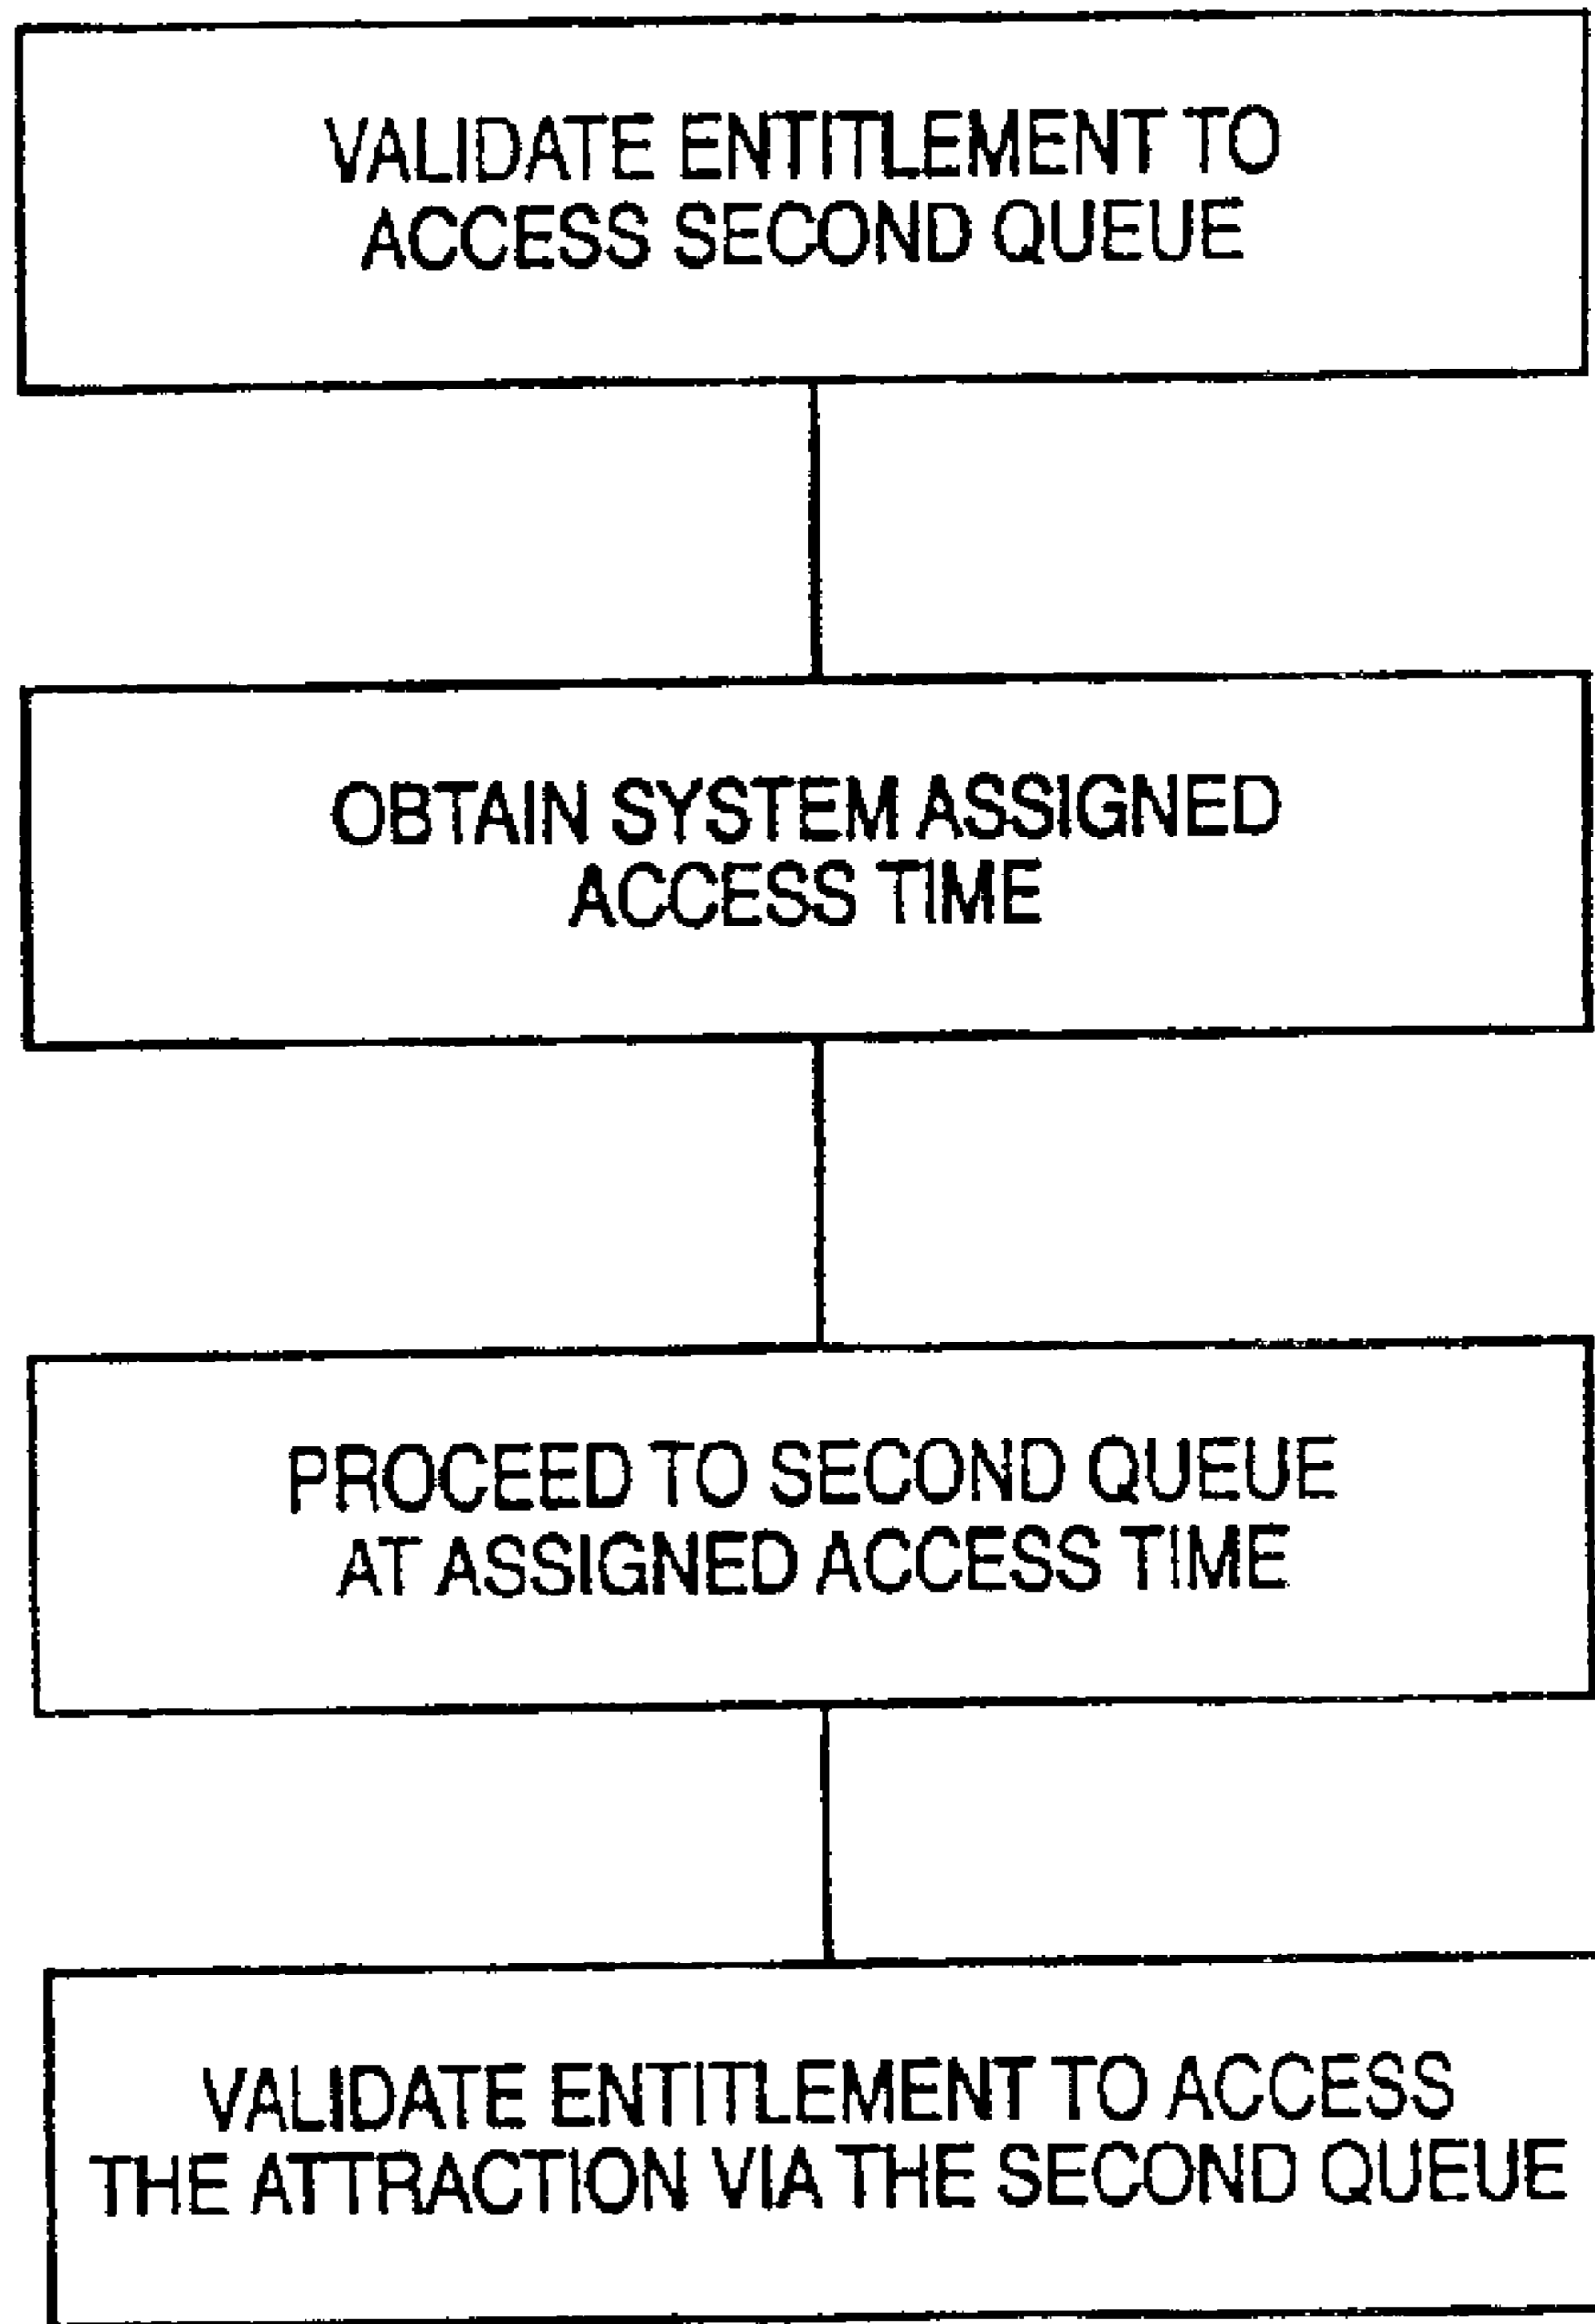 VALIDATE ENTITLEMENT TO
ACCESS SECOND QUEUE
OBTAIN SYSTEM ASSIGNED
ACCESS TIME
PROCEED TO SECOND QUEUE
AT ASSIGNED ACCESS TIME
VALIDATE ENTITLEMENT TO ACCESS
THE ATTRACTION VIA THE SECOND QUEUE